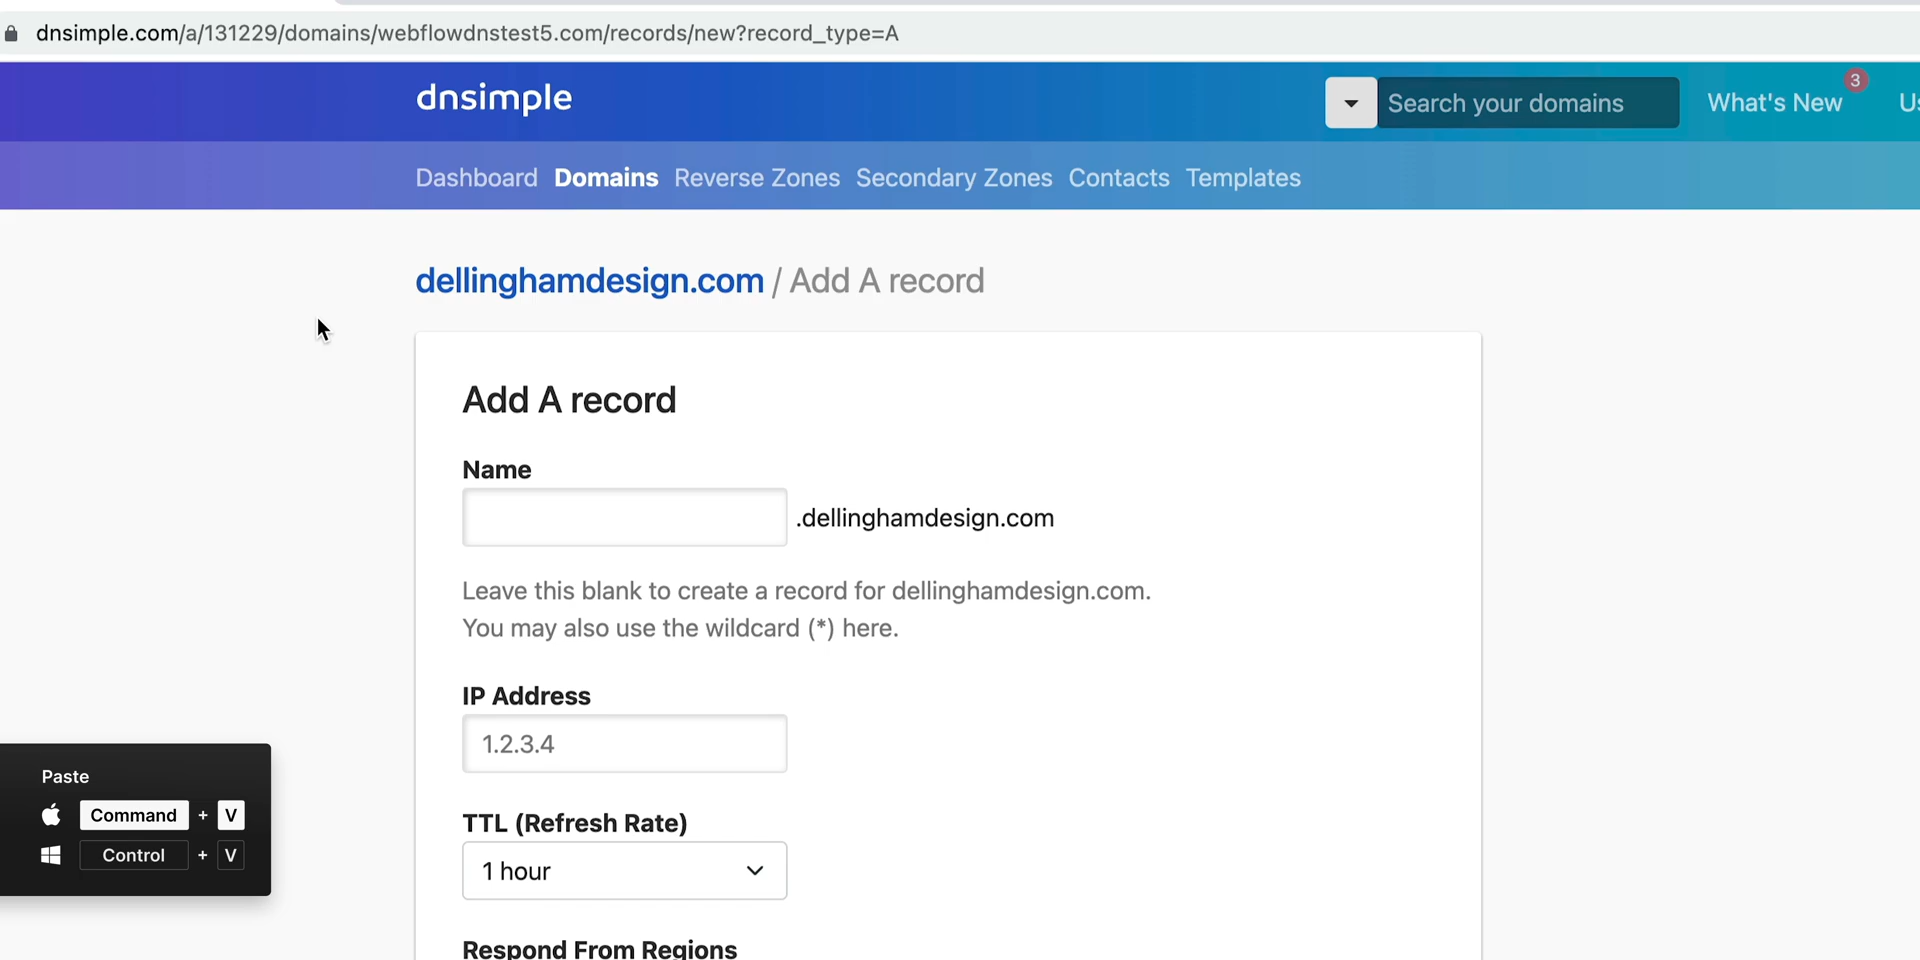 dnsimple.com/a/131229/domains/webflowdnstest5.com/records/new?record_type=A
dnsimple
Search your domains
What's New
3
Dashboard Domains Reverse Zones Secondary Zones Contacts Templates
dellinghamdesign.com / Add A record
Add A record
Name
.dellinghamdesign.com
Leave this blank to create a record for dellinghamdesign.com.
You may also use the wildcard (*) here.
IP Address
1.2.3.4
TTL (Refresh Rate)
1 hour
Respond From Regions
Paste
Command + V
Control + V